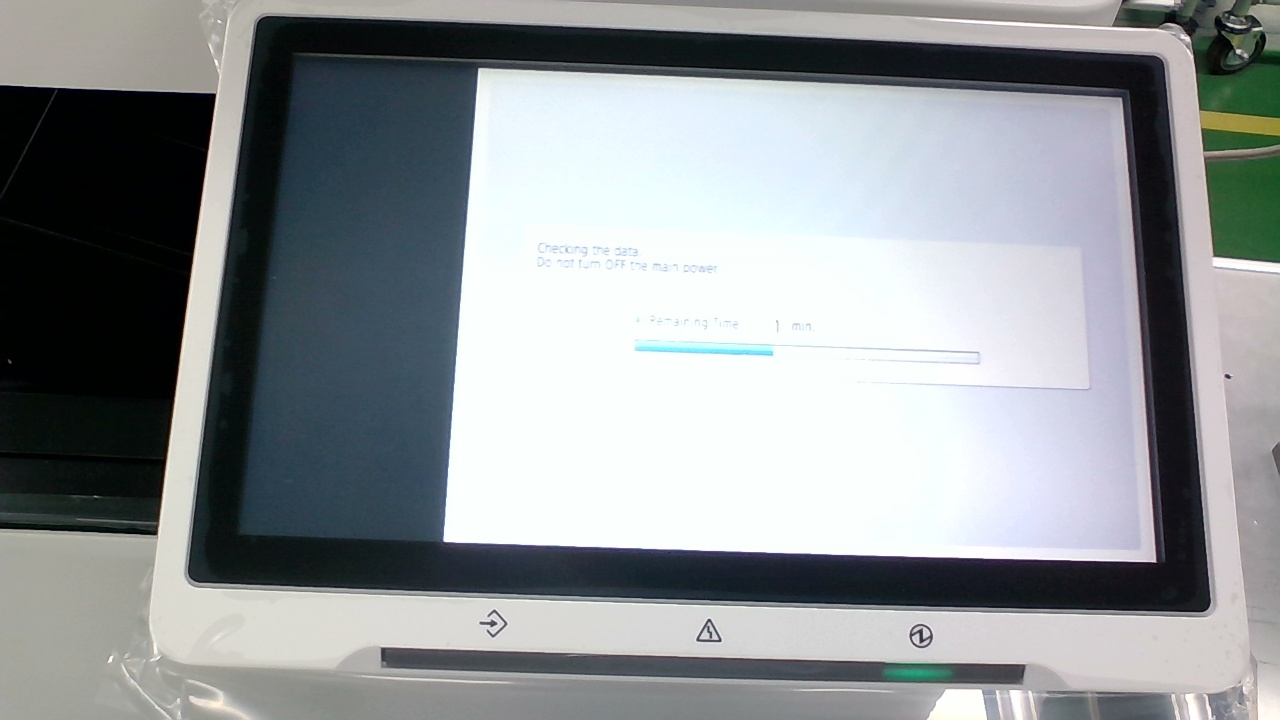 Checking the data
Do not turn OFF the main power
Remaining Time 1 min.